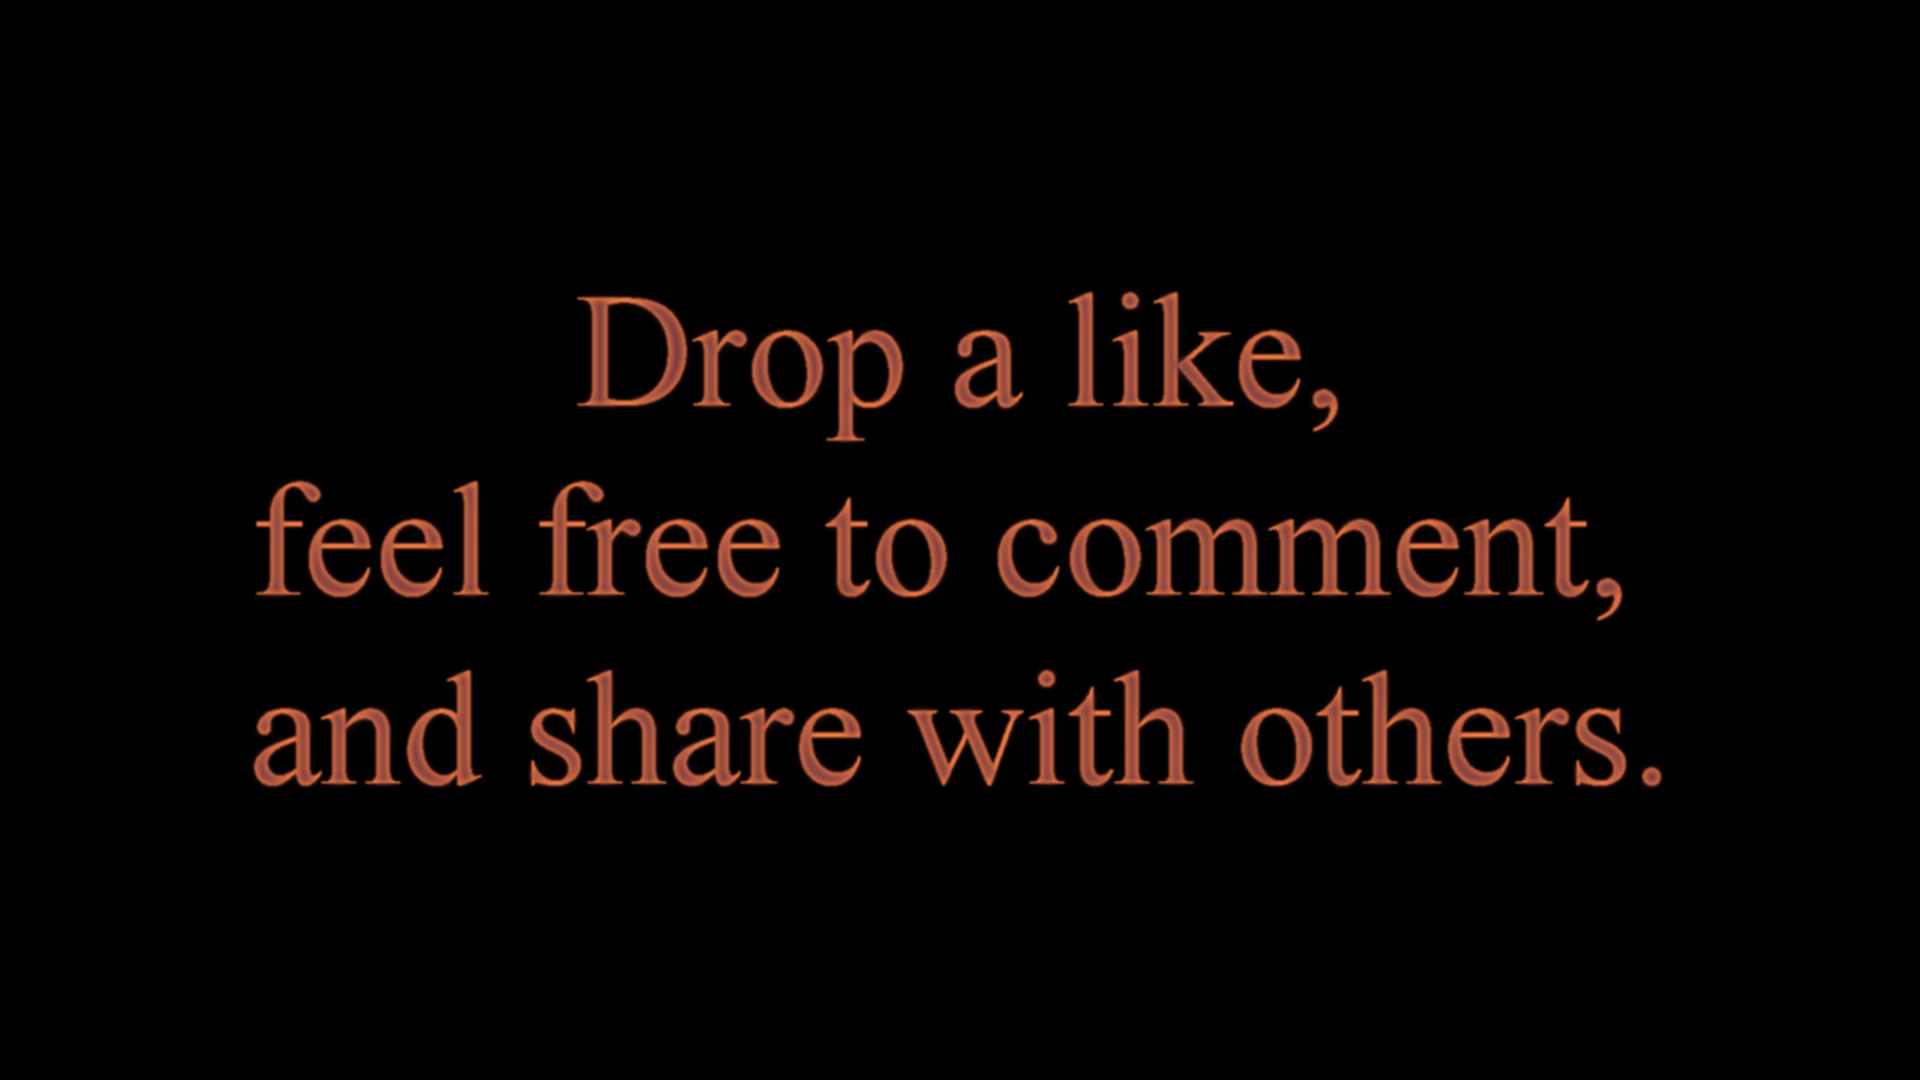 Drop a like,
feel free to comment,
and share with others.